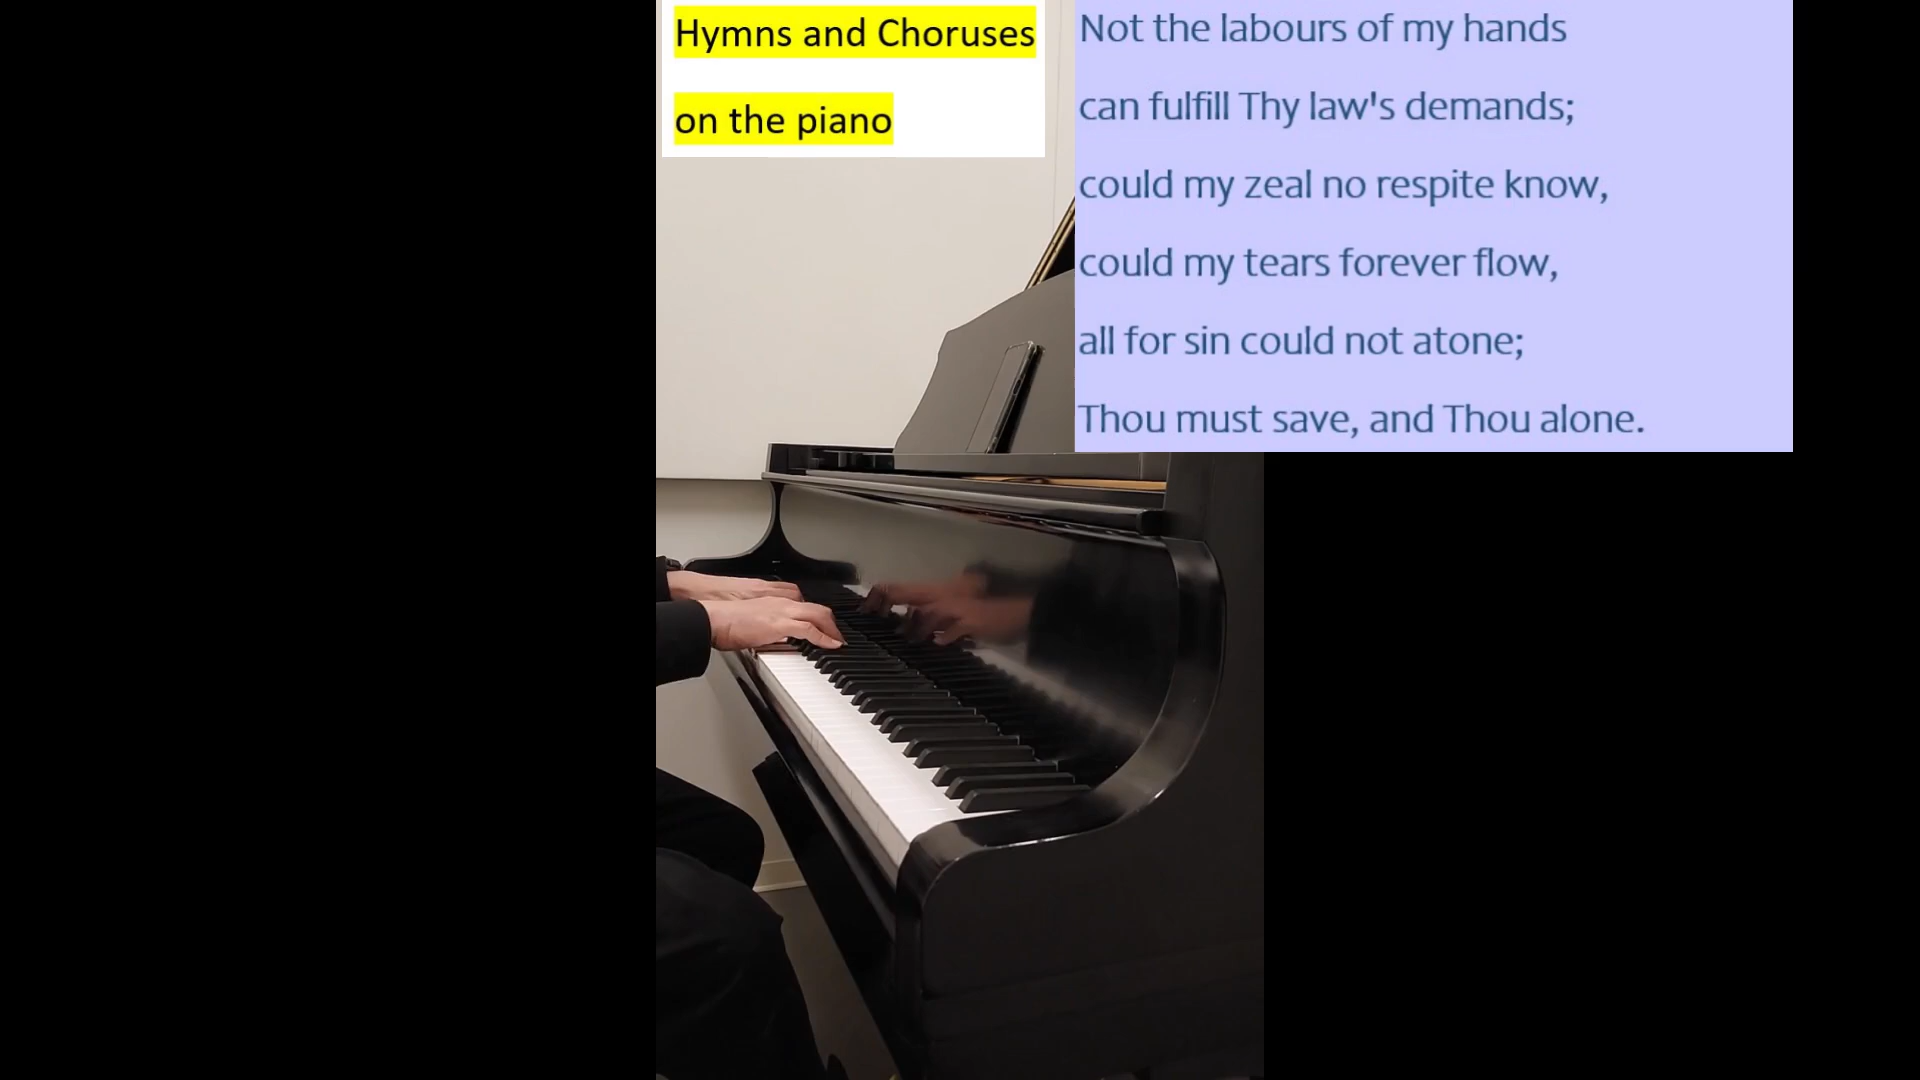 Hymns and Choruses
on the piano
Not the labours of my hands
can fulfill Thy law's demands;
could my zeal no respite know,
could my tears forever flow,
all for sin could not atone;
Thou must save, and Thou alone.